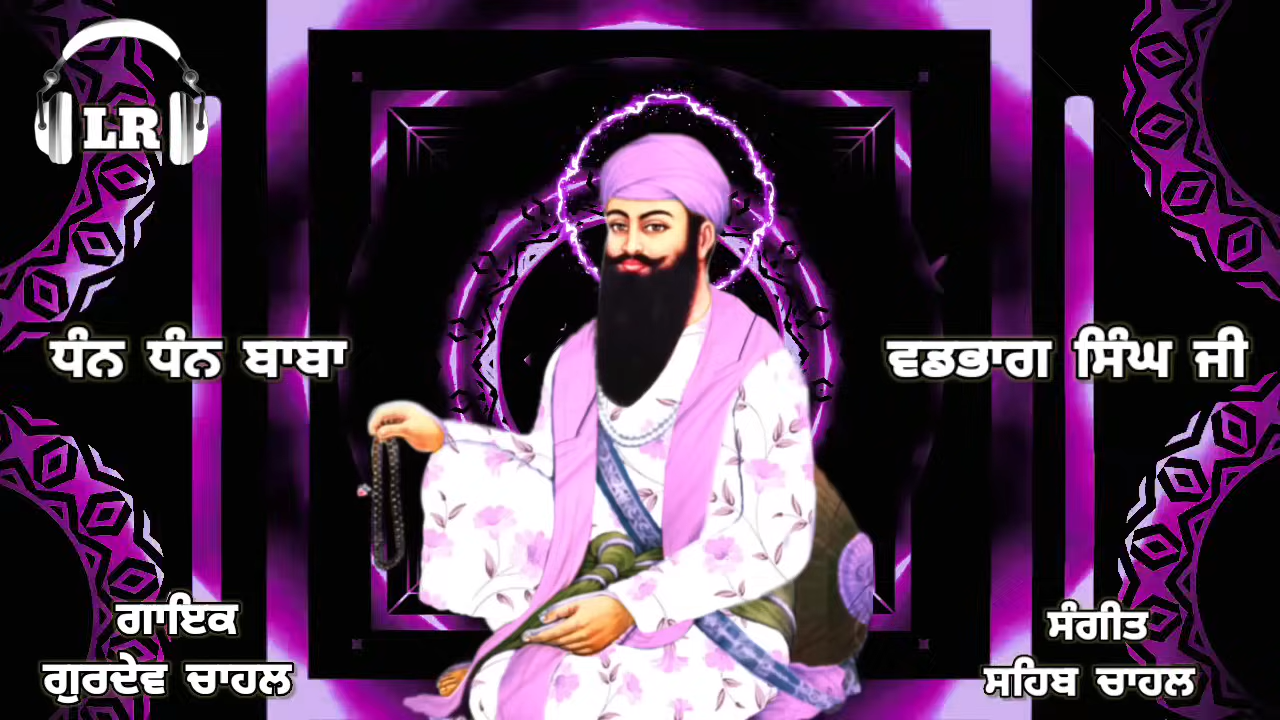 LR
ਧੰਨ ਧੰਨ ਬਾਬਾ
ਵਡਭਾਗ ਸਿੰਘ ਜੀ
ਗਾਇਕ
ਗੁਰਦੇਵ ਚਾਹਲ
ਸੰਗੀਤ
ਸਹਿਬ ਚਾਹਲ